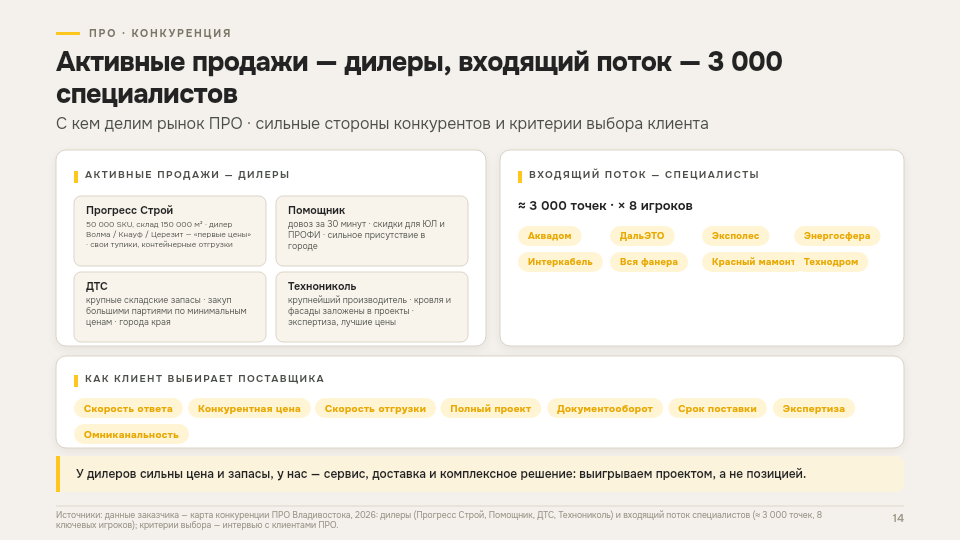 ПРО · КОНКУРЕНЦИЯ
Активные продажи — дилеры, входящий поток — 3 000
специалистов
С кем делим рынок ПРО · сильные стороны конкурентов и критерии выбора клиента
АКТИВНЫЕ ПРОДАЖИ — ДИЛЕРЫ
Прогресс Строй
50 000 SKU, склад 150 000 м² · дилер
Волма / Кнауф / Церезит — «первые цены»
· свои тупики, контейнерные отгрузки
Помощник
довоз за 30 минут · скидки для ЮЛ и
ПРОФИ · сильное присутствие в
городе
ДТС
крупные складские запасы · закуп
большими партиями по минимальным
ценам · города края
Технониколь
крупнейший производитель · кровля и
фасады заложены в проекты ·
экспертиза, лучшие цены
ВХОДЯЩИЙ ПОТОК — СПЕЦИАЛИСТЫ
≈ 3 000 точек · × 8 игроков
Аквадом ДальЭТО Эксполес Энергосфера
Интеркабель Вся фанера Красный мамонт Технодром
КАК КЛИЕНТ ВЫБИРАЕТ ПОСТАВЩИКА
Скорость ответа Конкурентная цена Скорость отгрузки Полный проект Документооборот Срок поставки Экспертиза
Омниканальность
У дилеров сильны цена и запасы, у нас — сервис, доставка и комплексное решение: выигрываем проектом, а не позицией.
Источники: данные заказчика — карта конкуренции ПРО Владивостока, 2026: дилеры (Прогресс Строй, Помощник, ДТС, Технониколь) и входящий поток специалистов (≈ 3 000 точек, 8
ключевых игроков); критерии выбора — интервью с клиентами ПРО.
14